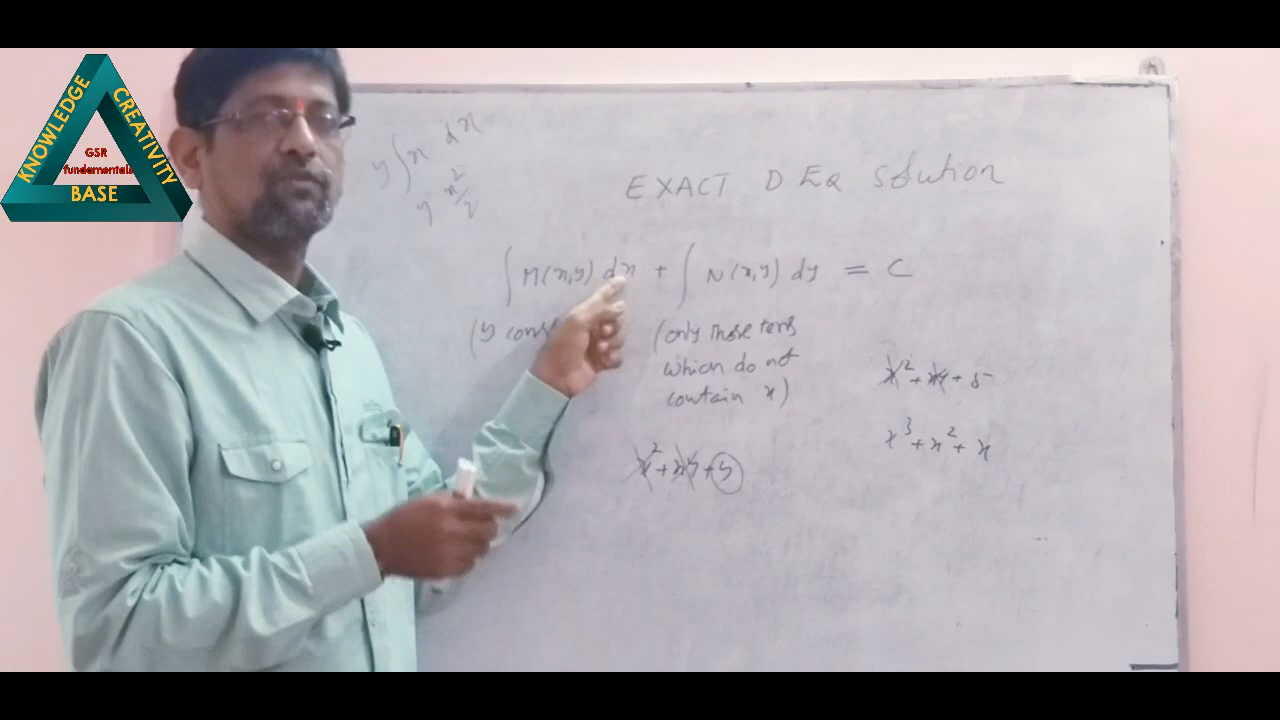 KNOWLEDGE
CREATIVITY
GSR
fundamentals
BASE
y∫x dx
y x²/2
EXACT D Eq Solution
∫M(x,y) dx + ∫N(x,y) dy = C
(y cons
(only those terms
which do not
contain x)
x² + xy + 5
x³ + x² + x
x² + xy + y